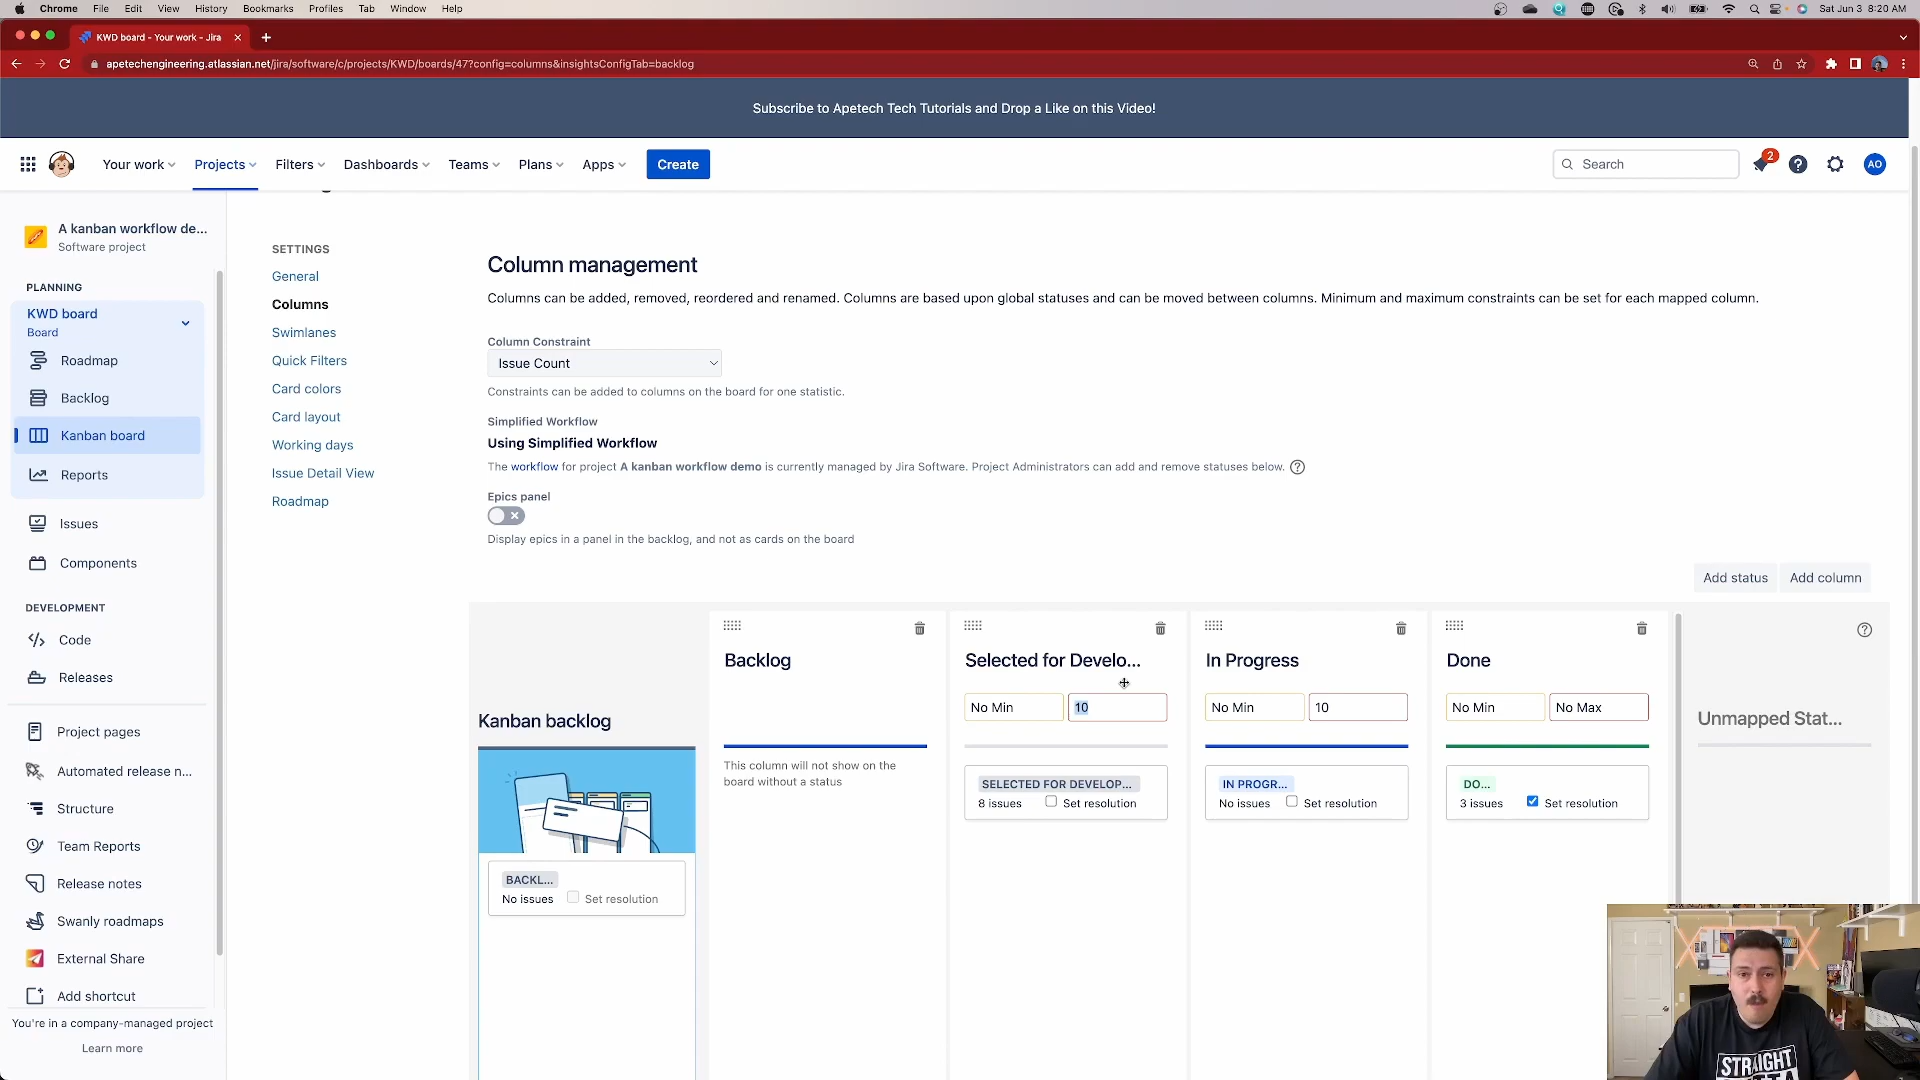 Chrome File Edit View History Bookmarks Profiles Tab Window Help Sat Jun 3 8:20 AM
KWD board - Your work - Jira
apetechengineering.atlassian.net/jira/software/c/projects/KWD/boards/47?config=columns&insightsConfigTab=backlog
Subscribe to Apetech Tech Tutorials and Drop a Like on this Video!
Your work Projects Filters Dashboards Teams Plans Apps Create Search 2 AO
A kanban workflow de...
Software project
PLANNING
KWD board
Board
Roadmap
Backlog
Kanban board
Reports
Issues
Components
DEVELOPMENT
Code
Releases
Project pages
Automated release n...
Structure
Team Reports
Release notes
Swanly roadmaps
External Share
Add shortcut
You're in a company-managed project
Learn more
SETTINGS
General
Columns
Swimlanes
Quick Filters
Card colors
Card layout
Working days
Issue Detail View
Roadmap
Column management
Columns can be added, removed, reordered and renamed. Columns are based upon global statuses and can be moved between columns. Minimum and maximum constraints can be set for each mapped column.
Column Constraint
Issue Count
Constraints can be added to columns on the board for one statistic.
Simplified Workflow
Using Simplified Workflow
The workflow for project A kanban workflow demo is currently managed by Jira Software. Project Administrators can add and remove statuses below.
Epics panel
Display epics in a panel in the backlog, and not as cards on the board
Add status Add column
Kanban backlog
BACKL...
No issues Set resolution
Backlog
This column will not show on the
board without a status
Selected for Develo...
No Min 10
SELECTED FOR DEVELOP...
8 issues Set resolution
In Progress
No Min 10
IN PROGR...
No issues Set resolution
Done
No Min No Max
DO...
3 issues Set resolution
Unmapped Stat...
STRAIGHT